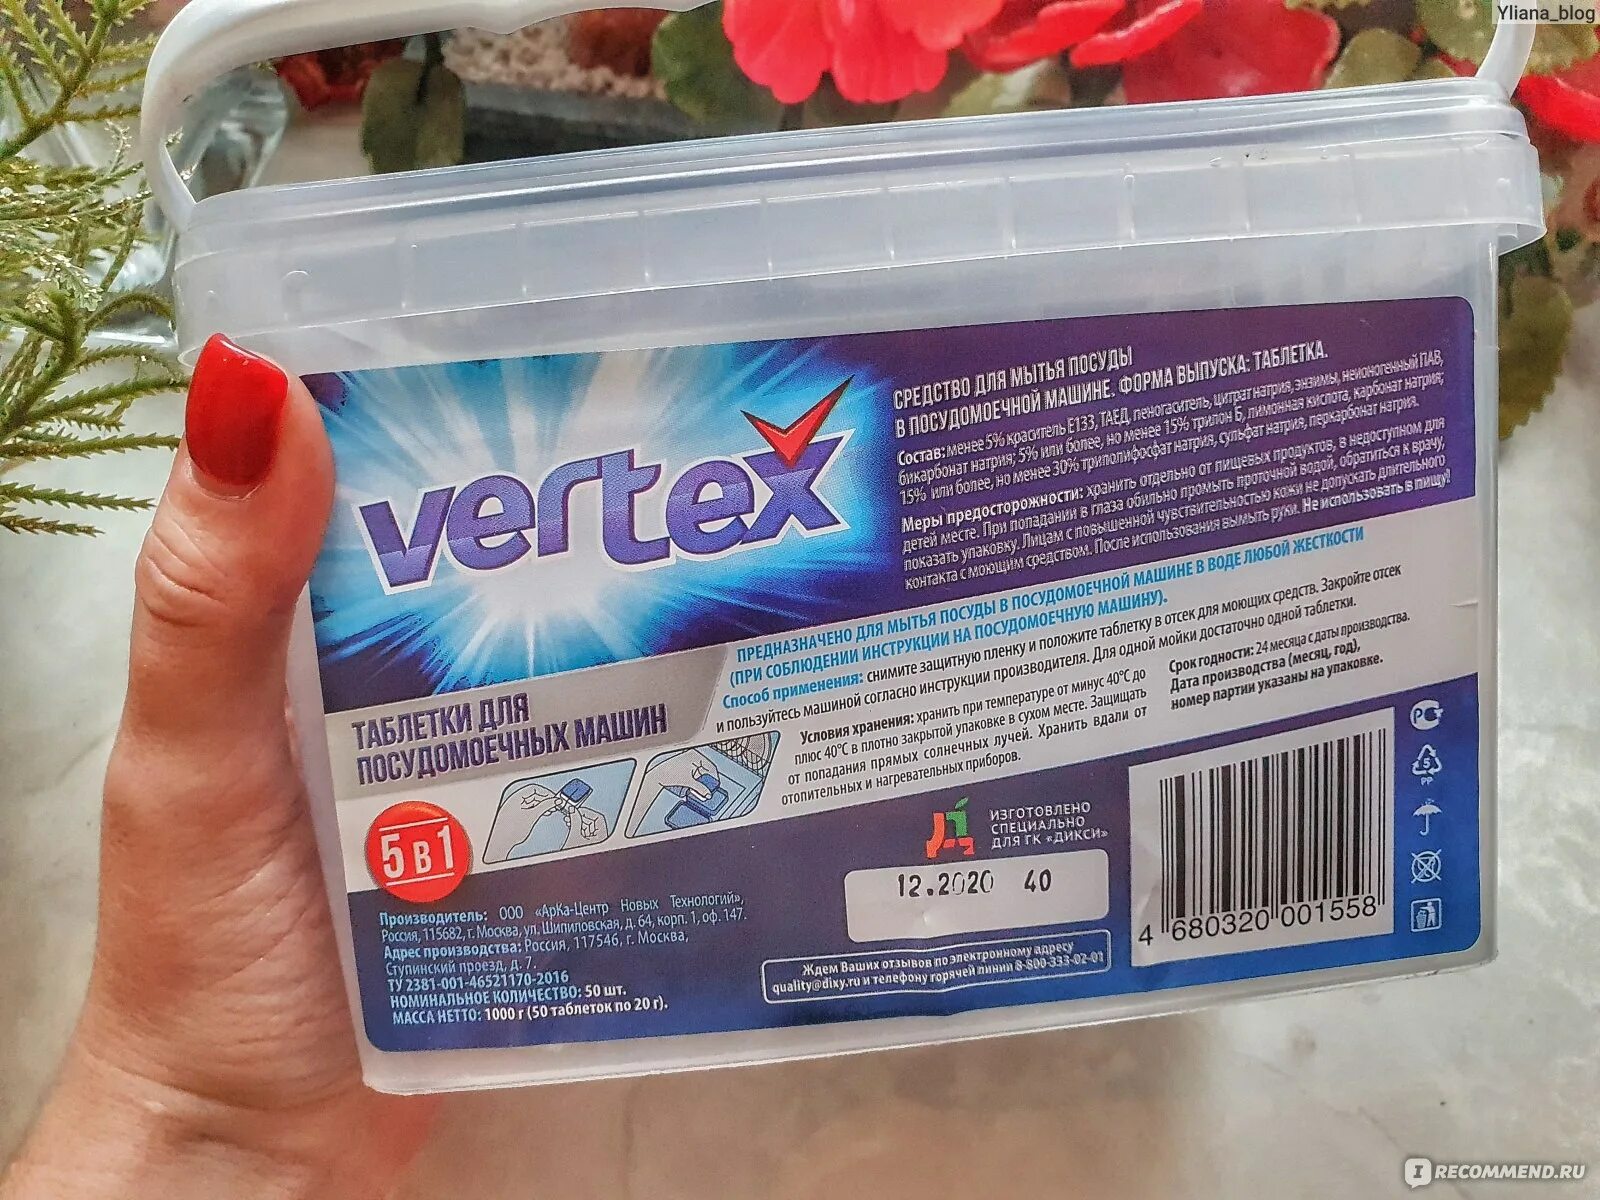 Yliana_blog
vertex
ТАБЛЕТКИ ДЛЯ
ПОСУДОМОЕЧНЫХ МАШИН
5 В 1
СРЕДСТВО ДЛЯ МЫТЬЯ ПОСУДЫ
В ПОСУДОМОЕЧНОЙ МАШИНЕ. ФОРМА ВЫПУСКА: ТАБЛЕТКА.
Состав: менее 5% краситель Е133, ТАЕД, пеногаситель, цитрат натрия, энзимы, неионогенный ПАВ,
бикарбонат натрия; 5% или более, но менее 15% трилон Б, лимонная кислота, карбонат натрия;
15% или более, но менее 30% триполифосфат натрия, сульфат натрия, перкарбонат натрия.
Меры предосторожности: хранить отдельно от пищевых продуктов, в недоступном для
детей месте. При попадании в глаза обильно промыть проточной водой, обратиться к врачу,
показать упаковку. Лицам с повышенной чувствительностью кожи не допускать длительного
контакта с моющим средством. После использования вымыть руки. Не использовать в пищу!
ПРЕДНАЗНАЧЕНО ДЛЯ МЫТЬЯ ПОСУДЫ В ПОСУДОМОЕЧНОЙ МАШИНЕ В ВОДЕ ЛЮБОЙ ЖЕСТКОСТИ
(ПРИ СОБЛЮДЕНИИ ИНСТРУКЦИИ НА ПОСУДОМОЕЧНУЮ МАШИНУ).
Способ применения: снимите защитную пленку и положите таблетку в отсек для моющих средств. Закройте отсек
и пользуйтесь машиной согласно инструкции производителя. Для одной мойки достаточно одной таблетки.
Условия хранения: хранить при температуре от минус 40°С до
плюс 40°С в плотно закрытой упаковке в сухом месте. Защищать
от попадания прямых солнечных лучей. Хранить вдали от
отопительных и нагревательных приборов.
Срок годности: 24 месяца с даты производства.
Дата производства (месяц, год),
номер партии указаны на упаковке.
РСТ
5
PP
ИЗГОТОВЛЕНО
СПЕЦИАЛЬНО
ДЛЯ ГК «ДИКСИ»
12.2020 40
4 680320 001558
Производитель: ООО «АрКа-Центр Новых Технологий»,
Россия, 115682, г. Москва, ул. Шипиловская, д. 64, корп. 1, оф. 147.
Адрес производства: Россия, 117546, г. Москва,
Ступинский проезд, д. 7.
ТУ 2381-001-46521170-2016
НОМИНАЛЬНОЕ КОЛИЧЕСТВО: 50 шт.
МАССА НЕТТО: 1000 г (50 таблеток по 20 г).
Ждем Ваших отзывов по электронному адресу
quality@dixy.ru и телефону горячей линии 8-800-333-02-01
IRECOMMEND.RU